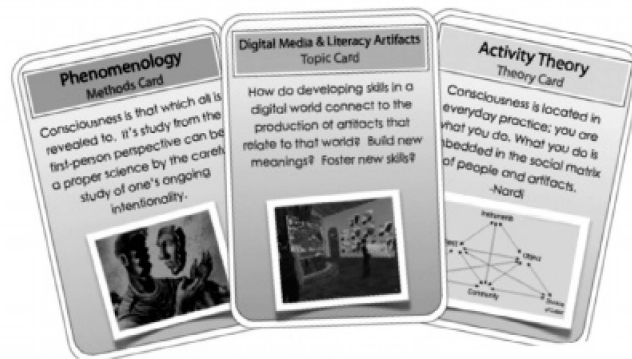 Phenomenology
Methods Card
Consciousness is that which all is
revealed to. It's study from the
first-person perspective can be
a proper science by the careful
study of one's ongoing
intentionality.
Digital Media & Literacy Artifacts
Topic Card
How do developing skills in a
digital world connect to the
production of artifacts that
relate to that world? Build new
meanings? Foster new skills?
Activity Theory
Theory Card
Consciousness is located in
everyday practice; you are
what you do. What you do is
embedded in the social matrix
of people and artifacts.
-Nardi
Instruments
Object
Community